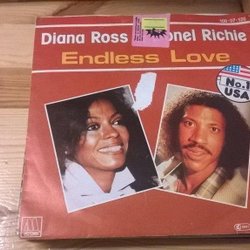 Diana Ross
onel Richie
Endless Love
No. 1
USA